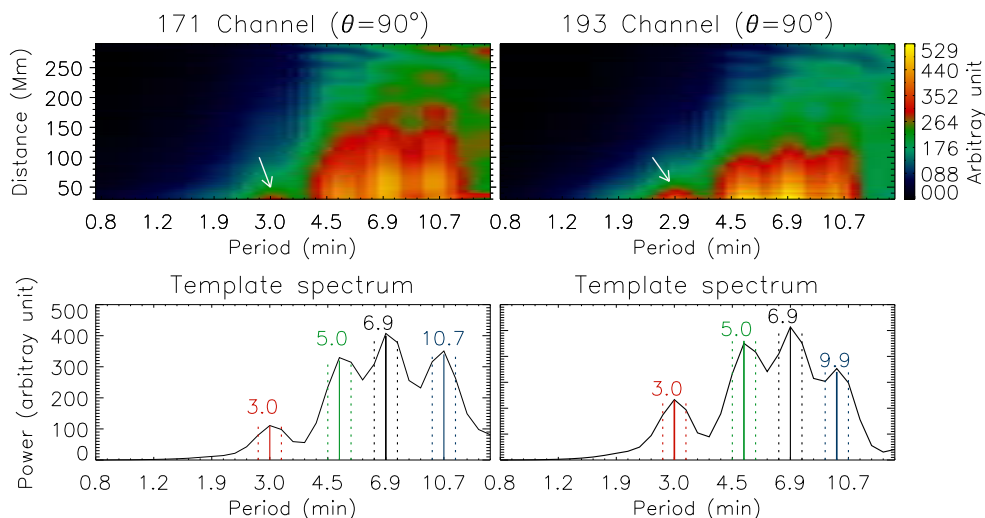 171 Channel (θ=90°)
193 Channel (θ=90°)
Distance (Mm)
250
200
150
100
50
0.8 1.2 1.9 3.0 4.5 6.9 10.7
Period (min)
0.8 1.2 1.9 2.9 4.5 6.9 10.7
Period (min)
529
440
352
264
176
088
000
Arbitray unit
Template spectrum
Template spectrum
Power (arbitray unit)
500
400
300
200
100
0
3.0
5.0
6.9
10.7
0.8 1.2 1.9 3.0 4.5 6.9 10.7
Period (min)
3.0
5.0
6.9
9.9
0.8 1.2 1.9 3.0 4.5 6.9 10.7
Period (min)